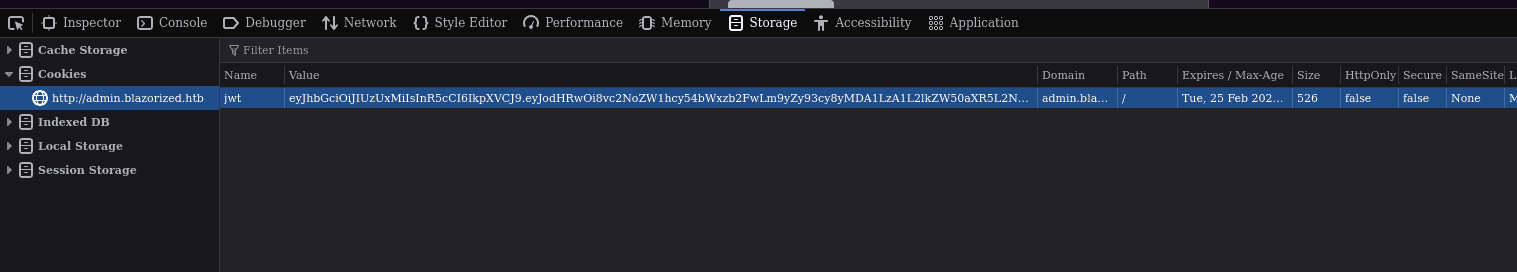 Inspector Console Debugger Network Style Editor Performance Memory Storage Accessibility Application
Cache Storage
Filter Items
Cookies
Name Value Domain Path Expires / Max-Age Size HttpOnly Secure SameSite L
http://admin.blazorized.htb
jwt eyJhbGciOiJIUzUxMiIsInR5cCI6IkpXVCJ9.eyJodHRwOi8vc2NoZW1hcy54bWxzb2FwLm9yZy93cy8yMDA1LzA1L2lkZW50aXR5L2N... admin.bla... / Tue, 25 Feb 202... 526 false false None M
Indexed DB
Local Storage
Session Storage